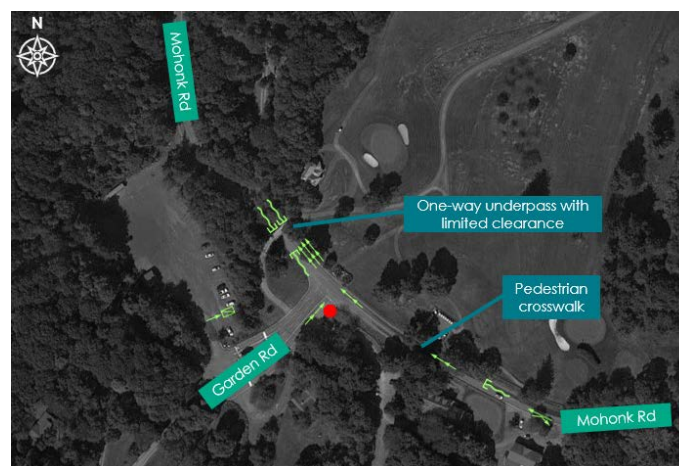 N
Mohonk Rd
One-way underpass with
limited clearance
Pedestrian
crosswalk
Garden Rd
Mohonk Rd